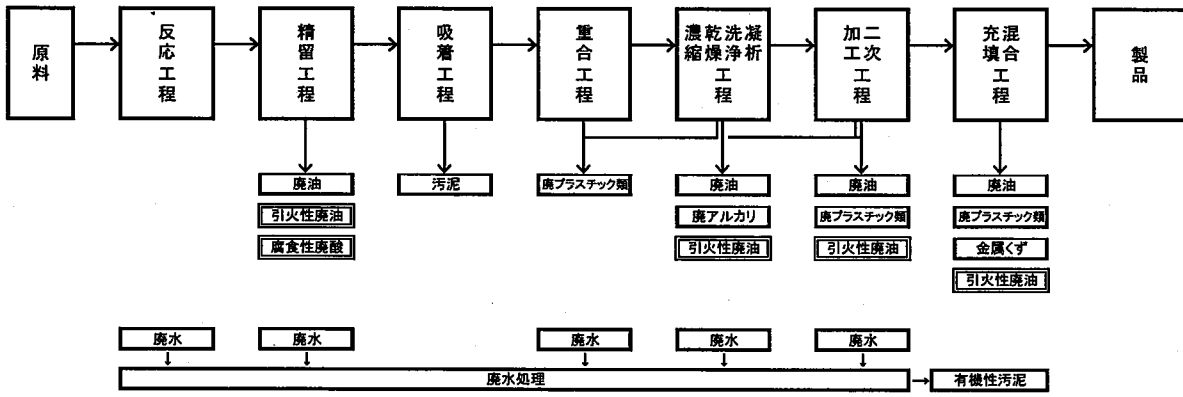 原料
反応工程
精留工程
吸着工程
重合工程
凝析
洗浄
乾燥
濃縮
工程
二次
加工
工程
混合
充填
工程
製品
廃油
汚泥
廃プラスチック類
廃油
廃油
廃油
引火性廃油
廃アルカリ
廃プラスチック類
廃プラスチック類
腐食性廃酸
引火性廃油
引火性廃油
金属くず
引火性廃油
廃水
廃水
廃水
廃水
廃水
廃水処理
有機性汚泥